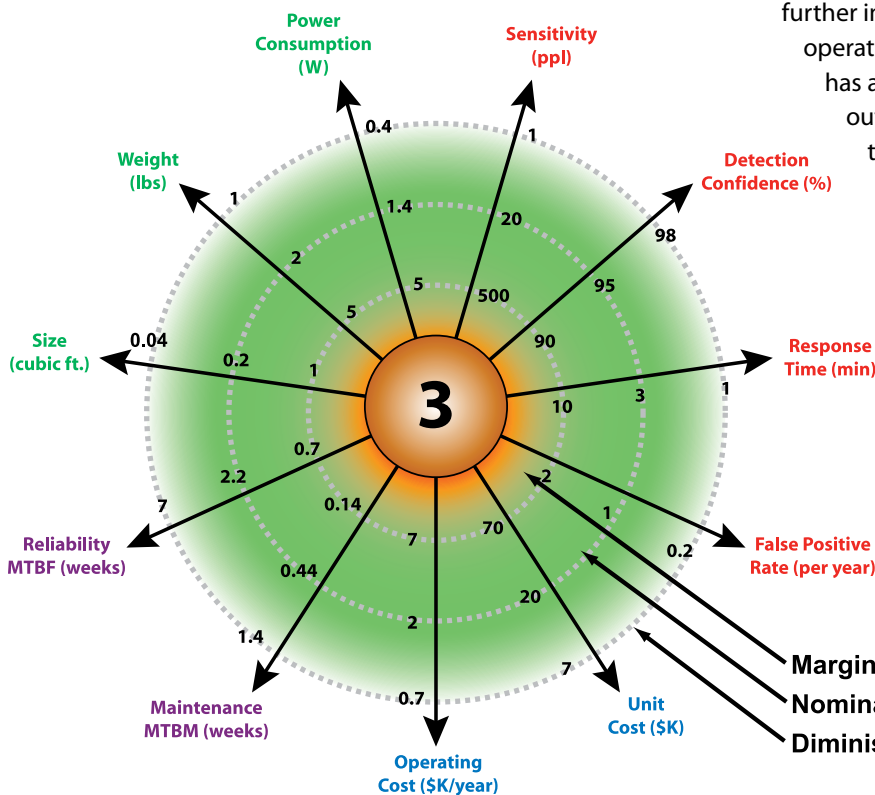 further in
operat
has a
ou
t
Power
Consumption
(W)
Sensitivity
(ppl)
Weight
(lbs)
Detection
Confidence (%)
Size
(cubic ft.)
Response
Time (min)
Reliability
MTBF (weeks)
False Positive
Rate (per year)
Maintenance
MTBM (weeks)
Operating
Cost ($K/year)
Unit
Cost ($K)
0.4
1.4
5
1
20
500
98
95
90
1
3
10
0.2
1
2
7
20
70
0.7
2
7
1.4
0.44
0.14
7
2.2
0.7
0.04
0.2
1
1
2
5
3
Margin
Nomina
Diminis